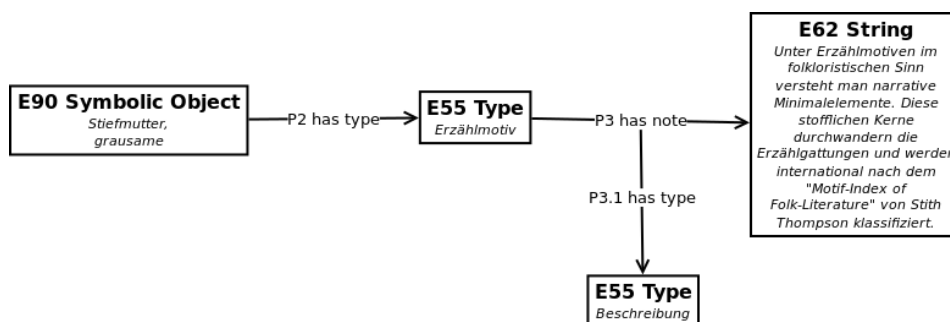 E90 Symbolic Object
Stiefmutter,
grausame
P2 has type
E55 Type
Erzählmotiv
P3 has note
E62 String
Unter Erzählmotiven im
folkloristischen Sinn
versteht man narrative
Minimalelemente. Diese
stofflichen Kerne
durchwandern die
Erzählgattungen und werden
international nach dem
"Motif-Index of
Folk-Literature" von Stith
Thompson klassifiziert.
P3.1 has type
E55 Type
Beschreibung